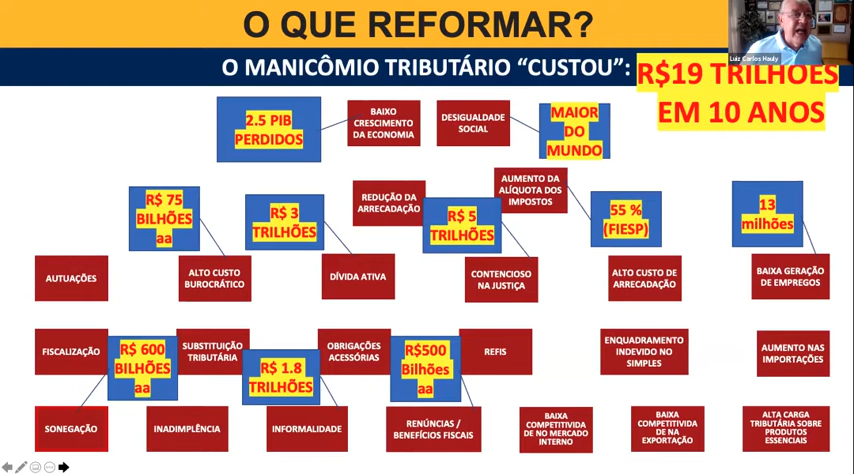 O QUE REFORMAR?
Luiz Carlos Hauly
O MANICÔMIO TRIBUTÁRIO “CUSTOU”:
R$19 TRILHÕES
EM 10 ANOS
2.5 PIB
PERDIDOS
BAIXO
CRESCIMENTO
DA ECONOMIA
DESIGUALDADE
SOCIAL
MAIOR
DO
MUNDO
R$ 75
BILHÕES
aa
R$ 3
TRILHÕES
REDUÇÃO DA
ARRECADAÇÃO
R$ 5
TRILHÕES
AUMENTO DA
ALÍQUOTA DOS
IMPOSTOS
55 %
(FIESP)
13
milhões
AUTUAÇÕES
ALTO CUSTO
BUROCRÁTICO
DÍVIDA ATIVA
CONTENCIOSO
NA JUSTIÇA
ALTO CUSTO DE
ARRECADAÇÃO
BAIXA GERAÇÃO
DE EMPREGOS
FISCALIZAÇÃO
R$ 600
BILHÕES
aa
SUBSTITUIÇÃO
TRIBUTÁRIA
R$ 1.8
TRILHÕES
OBRIGAÇÕES
ACESSÓRIAS
R$500
Bilhões
aa
REFIS
ENQUADRAMENTO
INDEVIDO NO
SIMPLES
AUMENTO NAS
IMPORTAÇÕES
SONEGAÇÃO
INADIMPLÊNCIA
INFORMALIDADE
RENÚNCIAS /
BENEFÍCIOS FISCAIS
BAIXA
COMPETITIVIDA
DE NO MERCADO
INTERNO
BAIXA
COMPETITIVIDA
DE NA
EXPORTAÇÃO
ALTA CARGA
TRIBUTÁRIA SOBRE
PRODUTOS
ESSENCIAIS